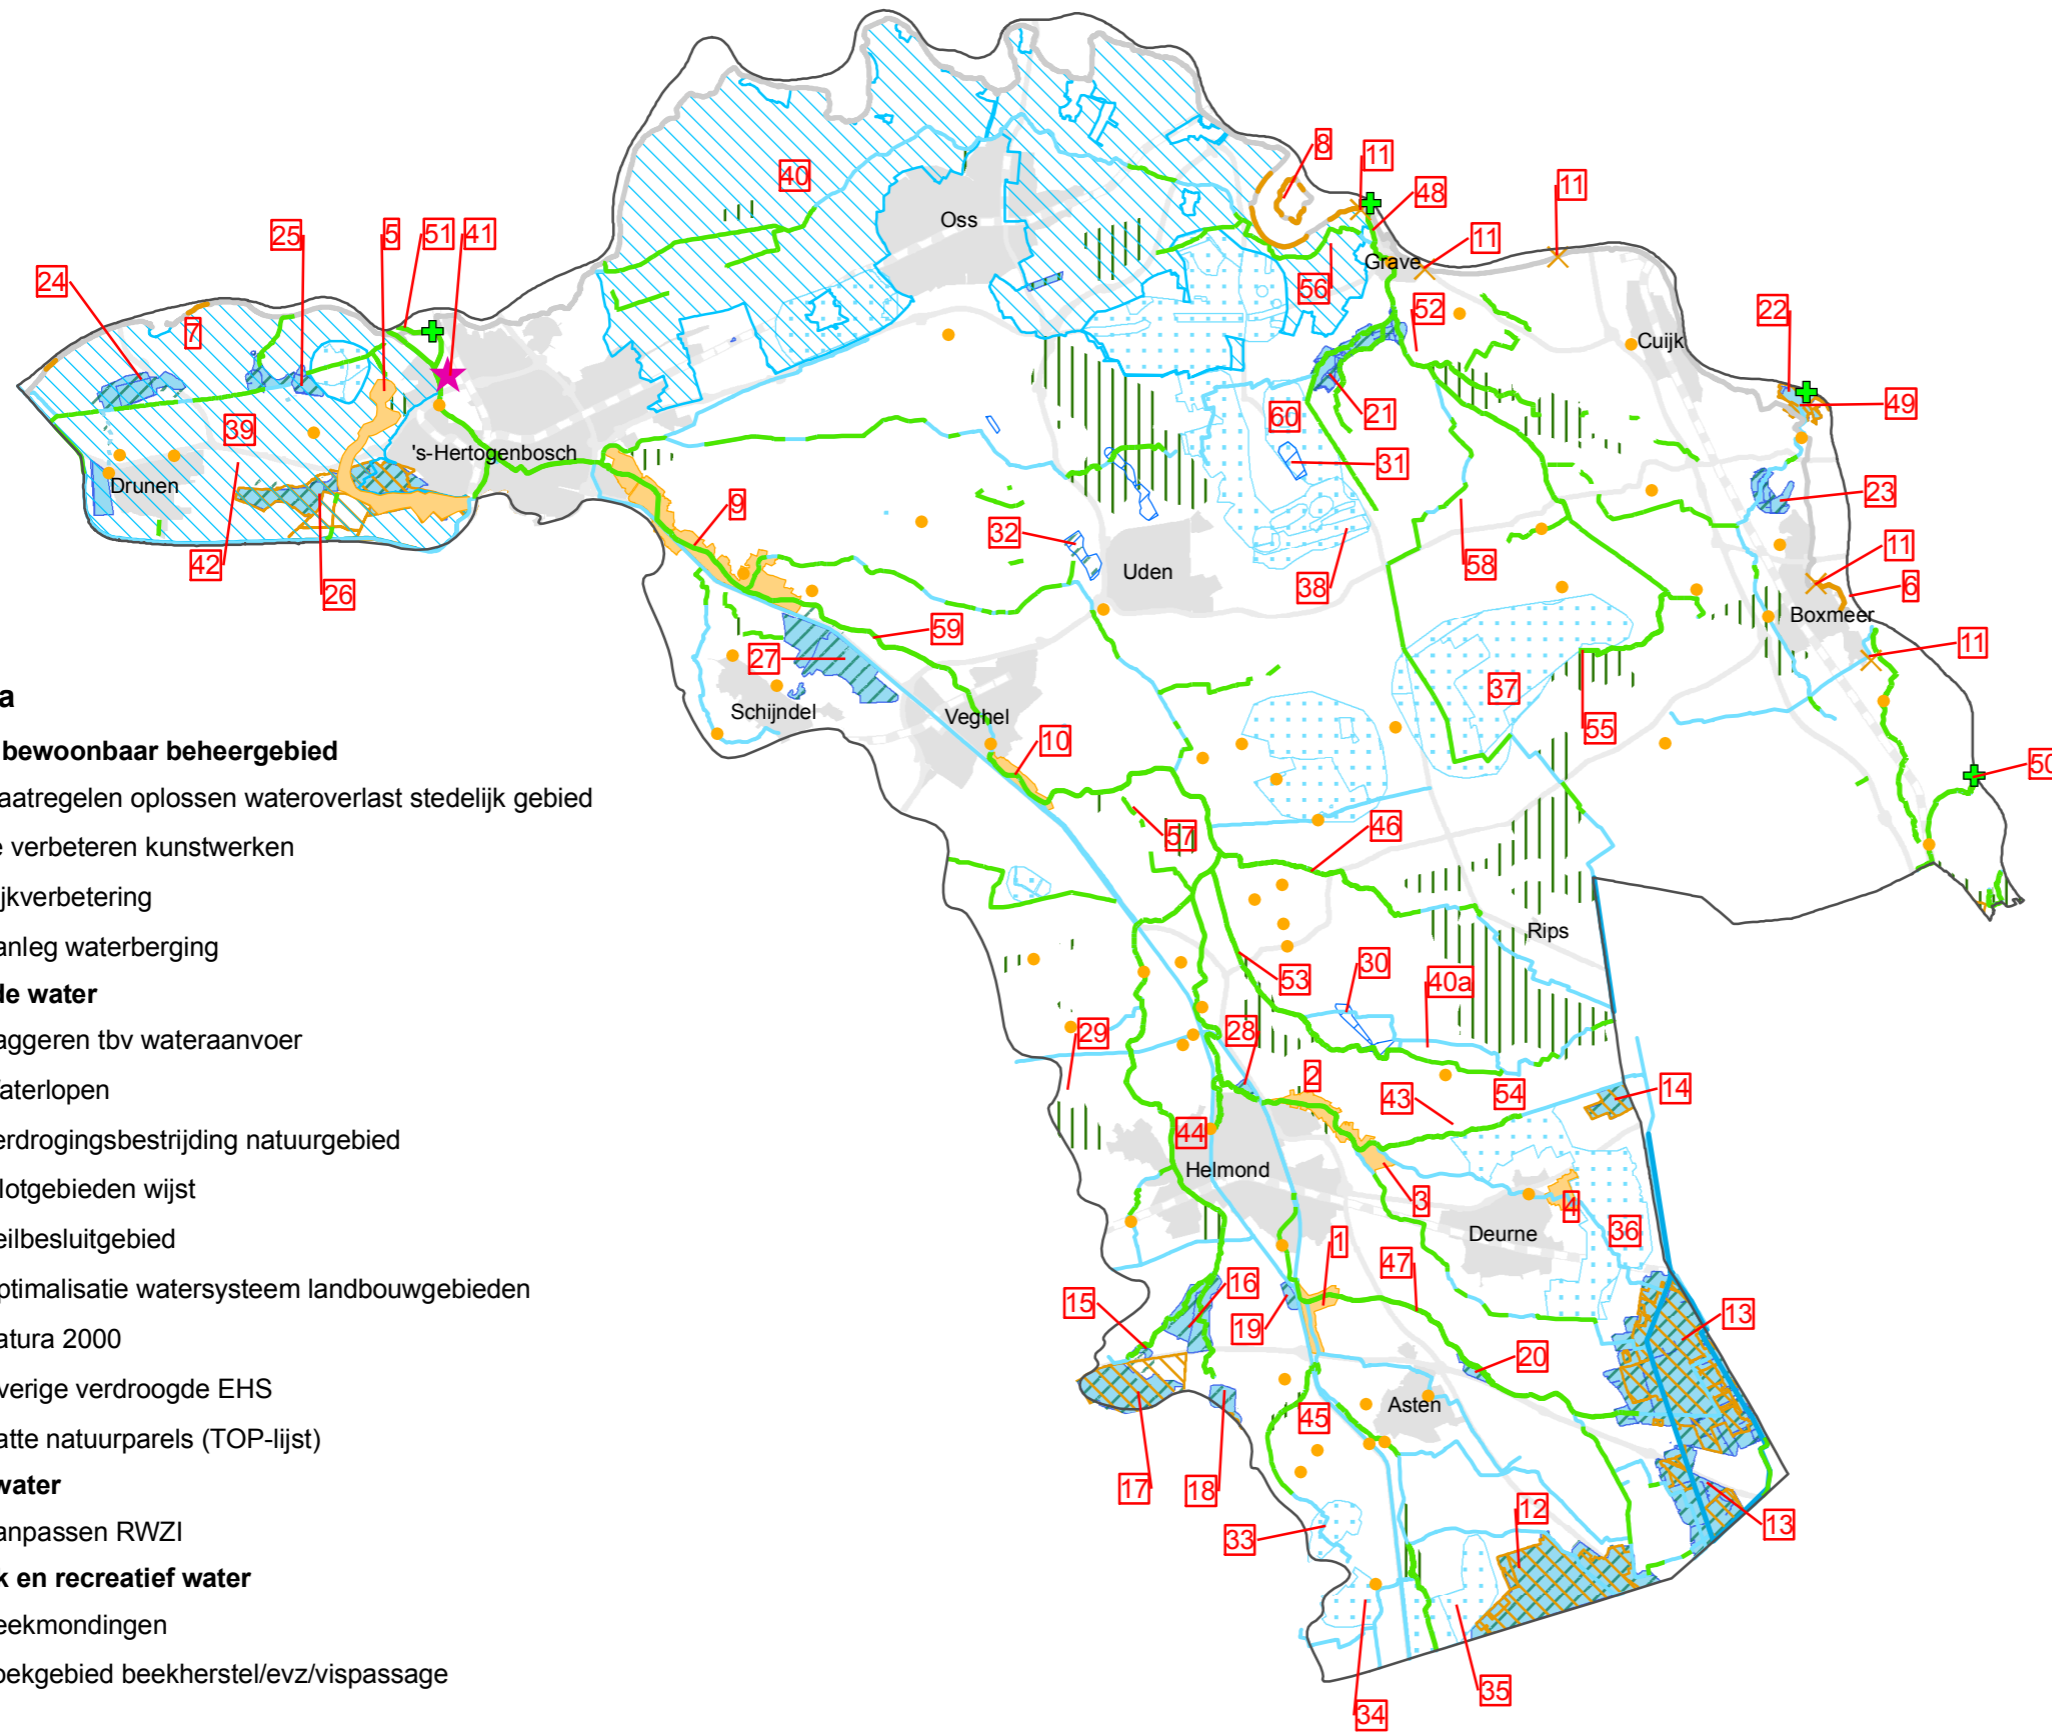 8
11
48
11
40
Oss
11
25
5
51
41
Grave
24
56
7
52
22
Cuijk
60
21
49
39
's-Hertogenbosch
31
Drunen
9
23
32
11
42
26
Uden
38
58
6
Boxmeer
59
11
27
a
37
Schijndel
Veghel
55
bewoonbaar beheergebied
10
50
aatregelen oplossen wateroverlast stedelijk gebied
57
46
e verbeteren kunstwerken
ijkverbetering
Rips
anleg waterberging
30
53
40a
de water
29
28
aggeren tbv wateraanvoer
2
14
Vaterlopen
43
54
erdrogingsbestrijding natuurgebied
44
Helmond
lotgebieden wijst
3
4
Deurne
36
eilbesluitgebied
1
47
16
15
13
ptimalisatie watersysteem landbouwgebieden
19
atura 2000
20
verige verdroogde EHS
Asten
45
atte natuurparels (TOP-lijst)
17
18
water
12
13
33
anpassen RWZI
k en recreatief water
eekmondingen
oekgebied beekherstel/evz/vispassage
35
34